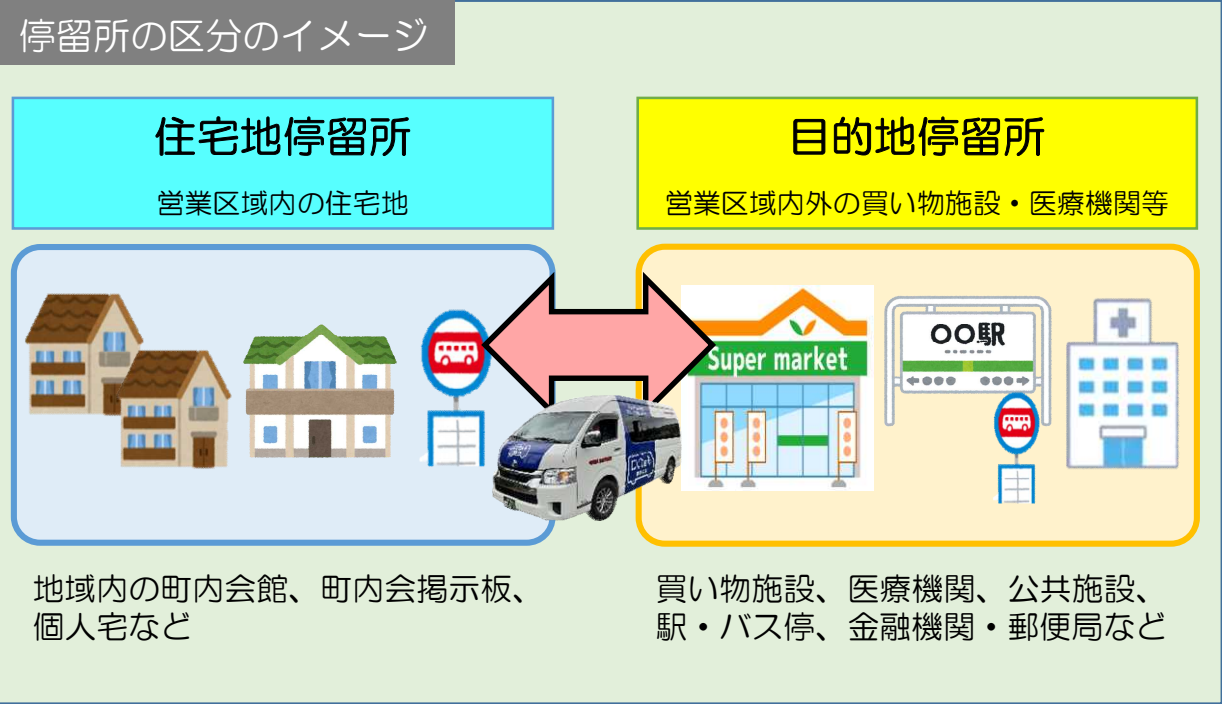 停留所の区分のイメージ
住宅地停留所
営業区域内の住宅地
目的地停留所
営業区域内外の買い物施設・医療機関等
Super market
〇〇駅
地域内の町内会館、町内会掲示板、
個人宅など
買い物施設、医療機関、公共施設、
駅・バス停、金融機関・郵便局など